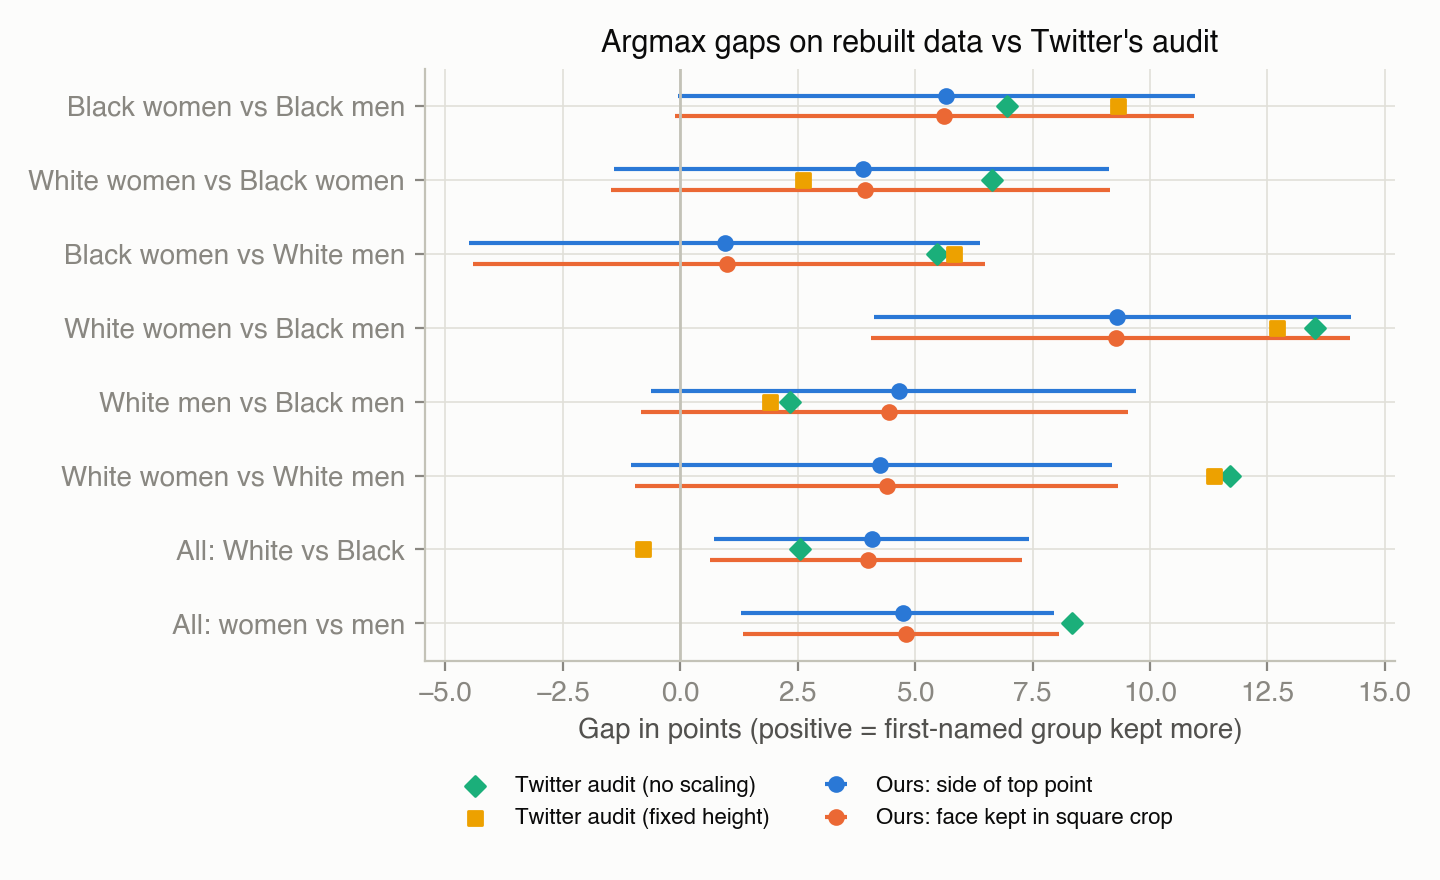 Argmax gaps on rebuilt data vs Twitter's audit
Black women vs Black men
White women vs Black women
Black women vs White men
White women vs Black men
White men vs Black men
White women vs White men
All: White vs Black
All: women vs men
−5.0 −2.5 0.0 2.5 5.0 7.5 10.0 12.5 15.0
Gap in points (positive = first-named group kept more)
Twitter audit (no scaling)
Twitter audit (fixed height)
Ours: side of top point
Ours: face kept in square crop